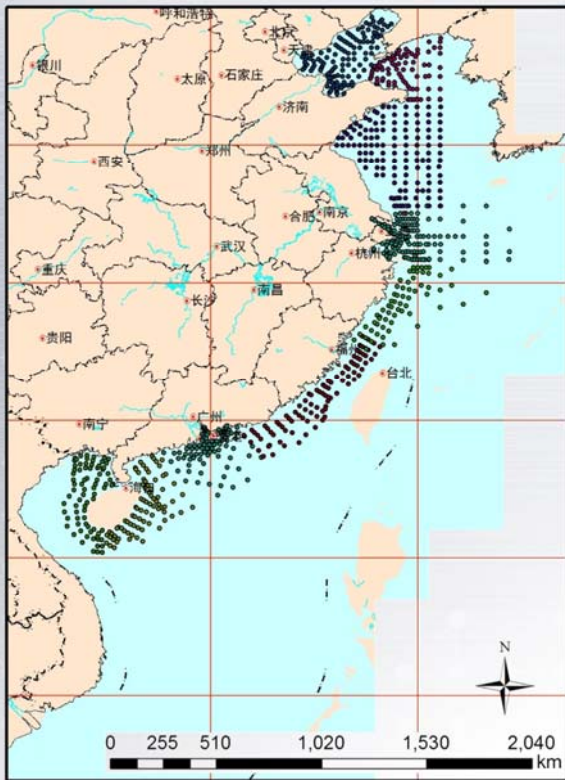 呼和浩特
北京
天津
银川
石家庄
太原
济南
郑州
西安
合肥
南京
武汉
杭州
重庆
南昌
长沙
贵阳
福州
台北
广州
南宁
海口
N
0 255 510 1,020 1,530 2,040
km